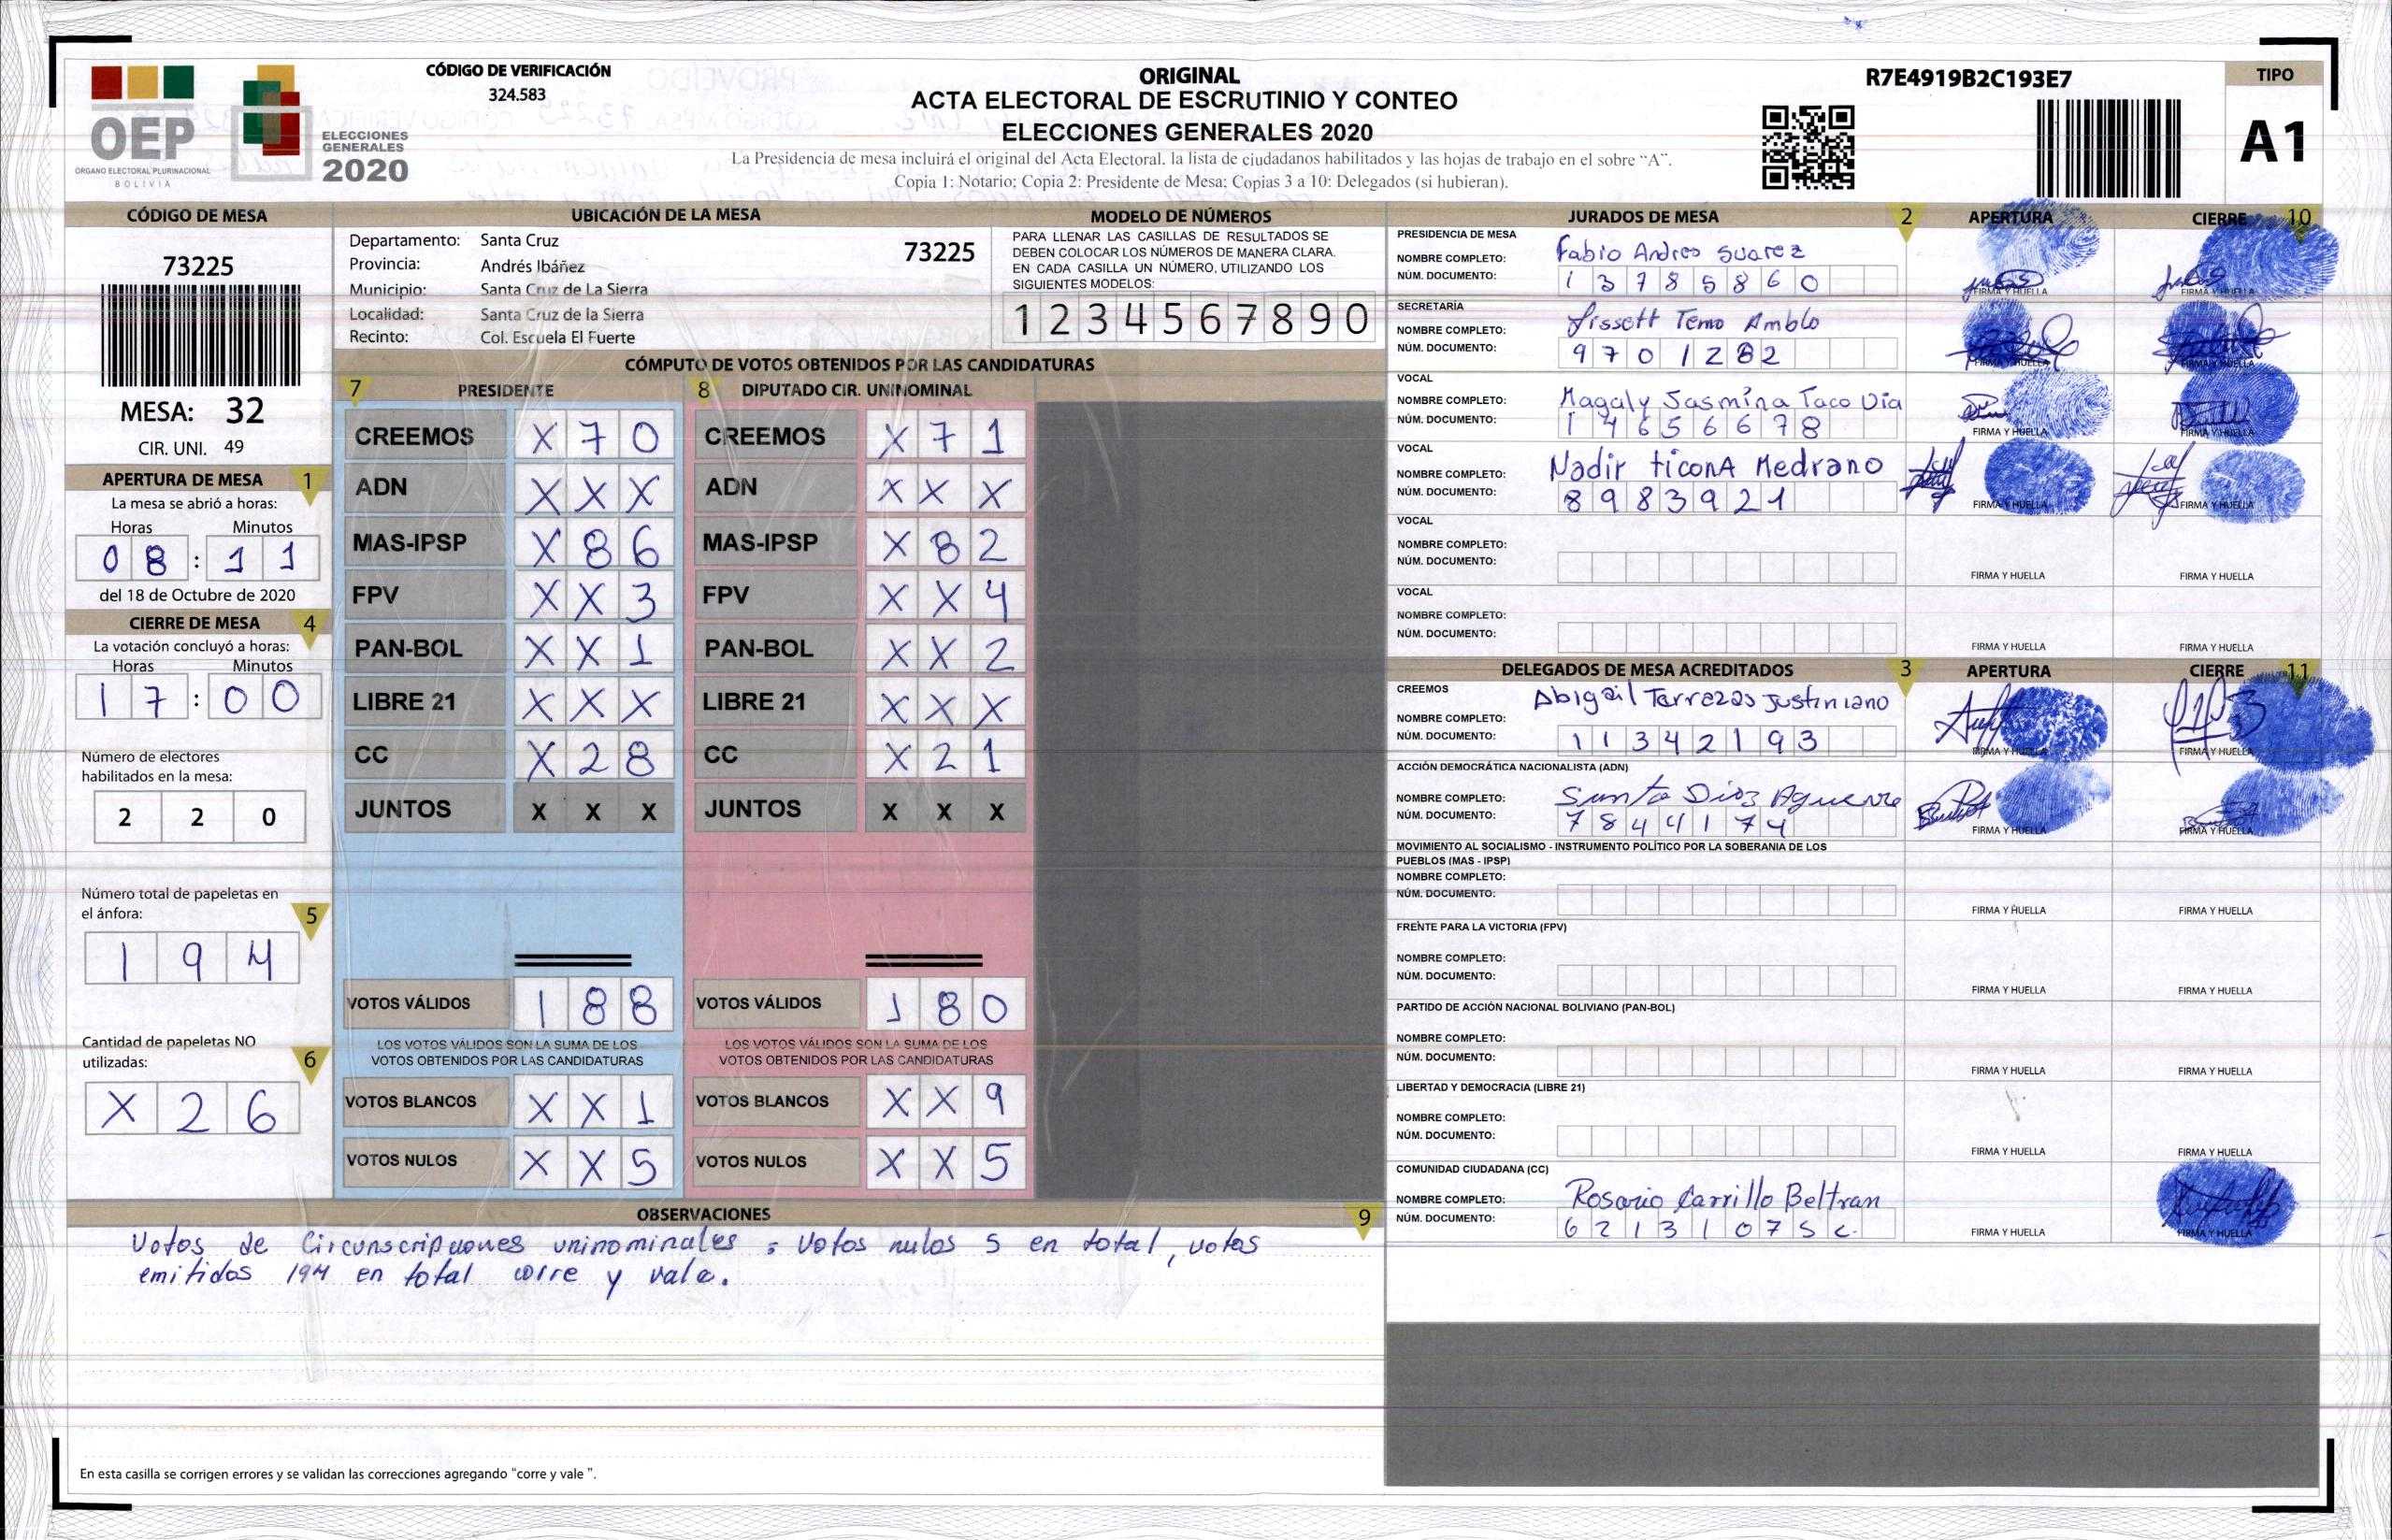 CÓDIGO DE VERIFICACIÓN
324.583
OEP
ORGANO ELECTORAL PLURINACIONAL
BOLIVIA
ELECCIONES
GENERALES
2020
ORIGINAL
ACTA ELECTORAL DE ESCRUTINIO Y CONTEO
ELECCIONES GENERALES 2020
La Presidencia de mesa incluirá el original del Acta Electoral, la lista de ciudadanos habilitados y las hojas de trabajo en el sobre "A".
Copia 1: Notario; Copia 2: Presidente de Mesa; Copias 3 a 10: Delegados (si hubieran).
R7E4919B2C193E7
TIPO
A1
CÓDIGO DE MESA
73225
MESA: 32
CIR. UNI. 49
APERTURA DE MESA 1
La mesa se abrió a horas:
Horas Minutos
0 8 : 1 1
del 18 de Octubre de 2020
CIERRE DE MESA 4
La votación concluyó a horas:
Horas Minutos
1 7 : 0 0
Número de electores
habilitados en la mesa:
2 2 0
Número total de papeletas en
el ánfora: 5
1 9 4
Cantidad de papeletas NO
utilizadas: 6
X 2 6
UBICACIÓN DE LA MESA
Departamento: Santa Cruz 73225
Provincia: Andrés Ibáñez
Municipio: Santa Cruz de La Sierra
Localidad: Santa Cruz de la Sierra
Recinto: Col. Escuela El Fuerte
MODELO DE NÚMEROS
PARA LLENAR LAS CASILLAS DE RESULTADOS SE
DEBEN COLOCAR LOS NÚMEROS DE MANERA CLARA.
EN CADA CASILLA UN NÚMERO, UTILIZANDO LOS
SIGUIENTES MODELOS:
1 2 3 4 5 6 7 8 9 0
CÓMPUTO DE VOTOS OBTENIDOS POR LAS CANDIDATURAS
7 PRESIDENTE 8 DIPUTADO CIR. UNINOMINAL
CREEMOS X 7 0 CREEMOS X 7 1
ADN X X X ADN X X X
MAS-IPSP X 8 6 MAS-IPSP X 8 2
FPV X X 3 FPV X X 4
PAN-BOL X X 1 PAN-BOL X X 2
LIBRE 21 X X X LIBRE 21 X X X
CC X 2 8 CC X 2 1
JUNTOS X X X JUNTOS X X X
VOTOS VÁLIDOS 1 8 8 VOTOS VÁLIDOS 1 8 0
LOS VOTOS VÁLIDOS SON LA SUMA DE LOS LOS VOTOS VÁLIDOS SON LA SUMA DE LOS
VOTOS OBTENIDOS POR LAS CANDIDATURAS VOTOS OBTENIDOS POR LAS CANDIDATURAS
VOTOS BLANCOS X X 1 VOTOS BLANCOS X X 9
VOTOS NULOS X X 5 VOTOS NULOS X X 5
OBSERVACIONES 9
Votos de Circunscripciones uninominales : Votos nulos 5 en total, votos
emitidos 194 en total corre y vale.
En esta casilla se corrigen errores y se validan las correcciones agregando "corre y vale ".
JURADOS DE MESA 2 APERTURA CIERRE 10
PRESIDENCIA DE MESA
NOMBRE COMPLETO: Fabio Andres Suarez
NÚM. DOCUMENTO: 1 3 7 8 5 8 6 0 FIRMA Y HUELLA FIRMA Y HUELLA
SECRETARÍA
NOMBRE COMPLETO: Lissett Temo Amblo
NÚM. DOCUMENTO: 9 7 0 1 2 8 2 FIRMA Y HUELLA FIRMA Y HUELLA
VOCAL
NOMBRE COMPLETO: Magaly Jasmína Taco Dia
NÚM. DOCUMENTO: 1 4 6 5 6 6 7 8 FIRMA Y HUELLA FIRMA Y HUELLA
VOCAL
NOMBRE COMPLETO: Nadir ticonA Medrano
NÚM. DOCUMENTO: 8 9 8 3 9 2 1 FIRMA Y HUELLA FIRMA Y HUELLA
VOCAL
NOMBRE COMPLETO:
NÚM. DOCUMENTO: FIRMA Y HUELLA FIRMA Y HUELLA
VOCAL
NOMBRE COMPLETO:
NÚM. DOCUMENTO: FIRMA Y HUELLA FIRMA Y HUELLA
DELEGADOS DE MESA ACREDITADOS 3 APERTURA CIERRE 11
CREEMOS
NOMBRE COMPLETO: Abigail Terrazas Justiniano
NÚM. DOCUMENTO: 1 1 3 4 2 1 9 3 FIRMA Y HUELLA FIRMA Y HUELLA
ACCIÓN DEMOCRÁTICA NACIONALISTA (ADN)
NOMBRE COMPLETO: Santo Dioz
NÚM. DOCUMENTO: 7 8 4 4 1 7 4 FIRMA Y HUELLA FIRMA Y HUELLA
MOVIMIENTO AL SOCIALISMO - INSTRUMENTO POLÍTICO POR LA SOBERANIA DE LOS
PUEBLOS (MAS - IPSP)
NOMBRE COMPLETO:
NÚM. DOCUMENTO: FIRMA Y HUELLA FIRMA Y HUELLA
FRENTE PARA LA VICTORIA (FPV)
NOMBRE COMPLETO:
NÚM. DOCUMENTO: FIRMA Y HUELLA FIRMA Y HUELLA
PARTIDO DE ACCIÓN NACIONAL BOLIVIANO (PAN-BOL)
NOMBRE COMPLETO:
NÚM. DOCUMENTO: FIRMA Y HUELLA FIRMA Y HUELLA
LIBERTAD Y DEMOCRACIA (LIBRE 21)
NOMBRE COMPLETO:
NÚM. DOCUMENTO: FIRMA Y HUELLA FIRMA Y HUELLA
COMUNIDAD CIUDADANA (CC)
NOMBRE COMPLETO: Rosario Carrillo Beltran
NÚM. DOCUMENTO: 6 2 1 3 1 0 7 S C. FIRMA Y HUELLA FIRMA Y HUELLA